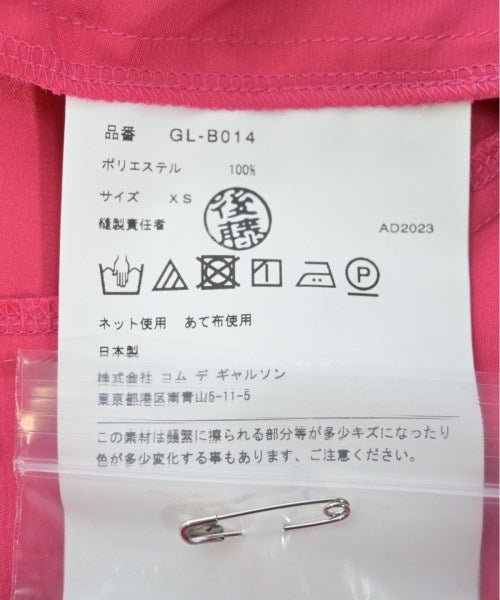 品番 GL-B014
ポリエステル 100%
サイズ XS
縫製責任者
後藤
AD2023
P
ネット使用 あて布使用
日本製
株式会社 コム デ ギャルソン
東京都港区南青山5-11-5
この素材は頻繁に擦られる部分等が多少キズになったり
色が多少変化する事もあります、ご注意ください。